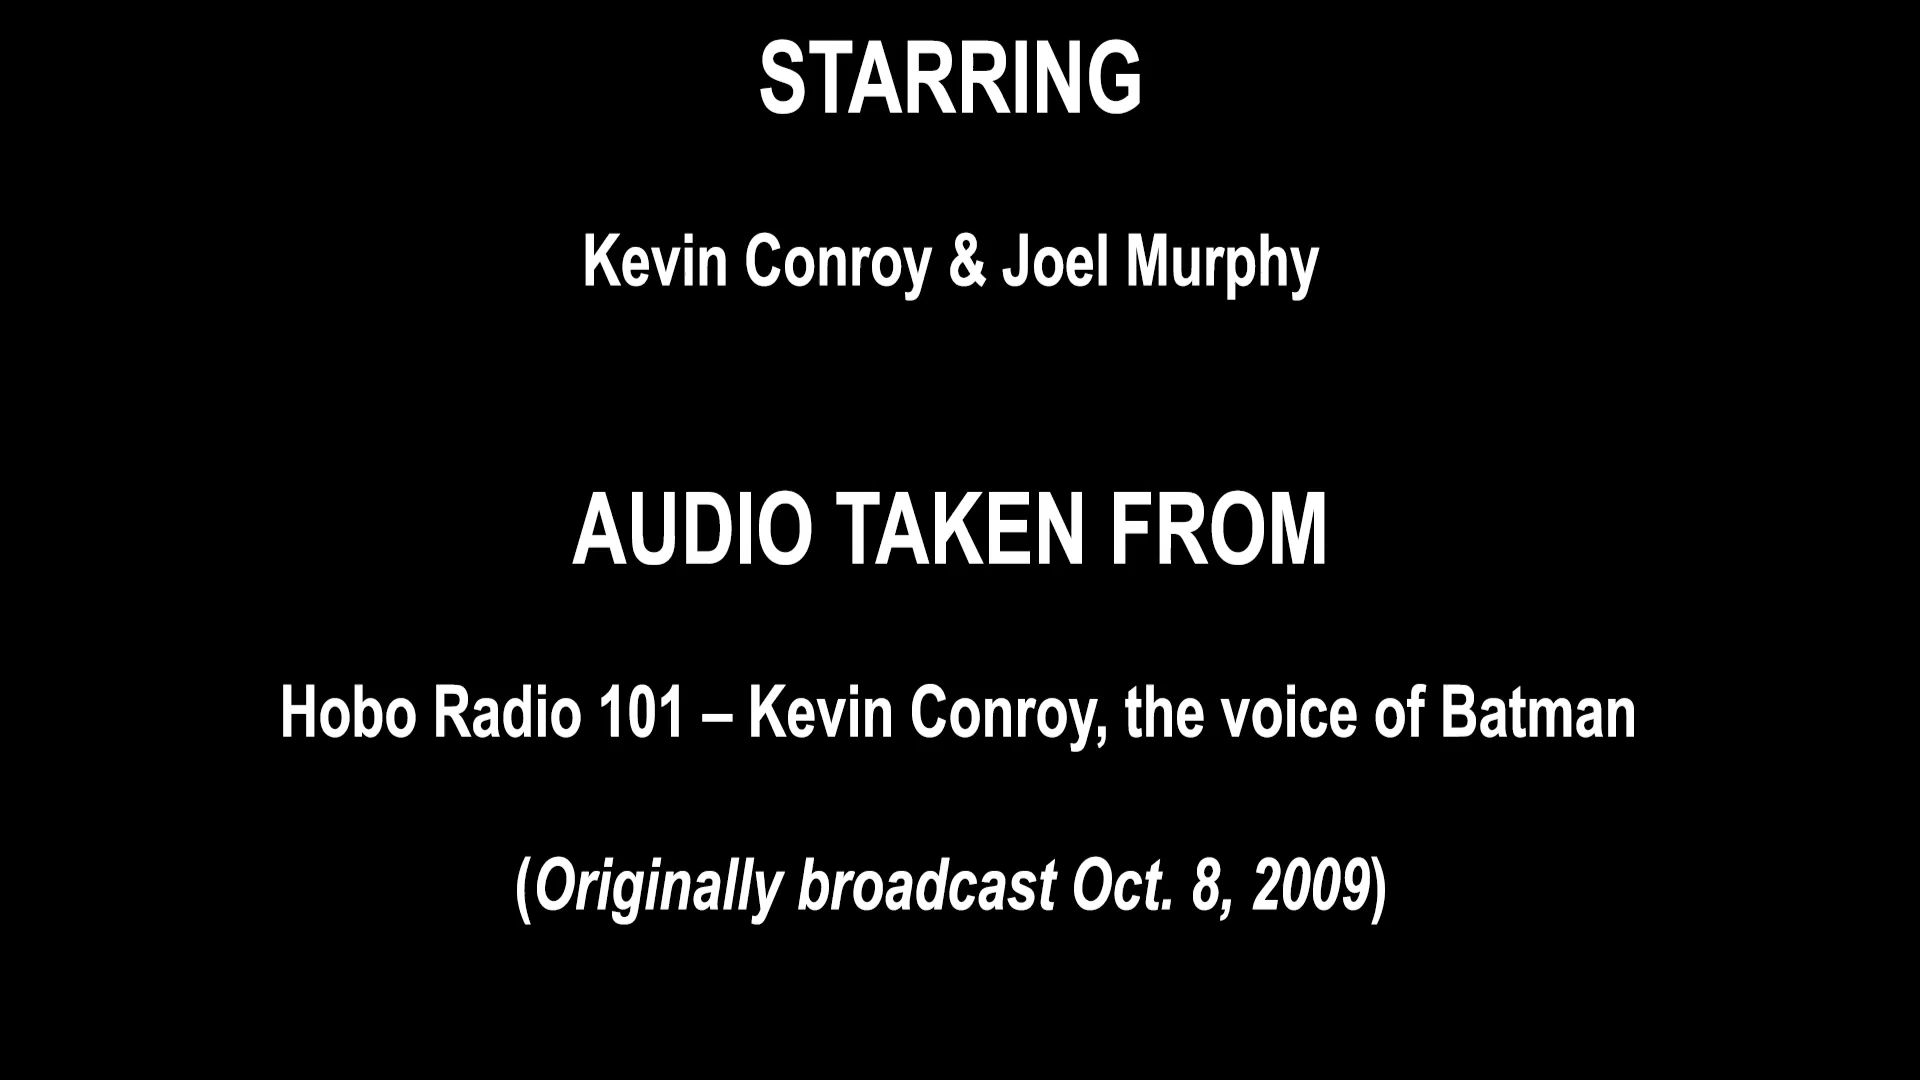 STARRING
Kevin Conroy & Joel Murphy
AUDIO TAKEN FROM
Hobo Radio 101 – Kevin Conroy, the voice of Batman
(Originally broadcast Oct. 8, 2009)